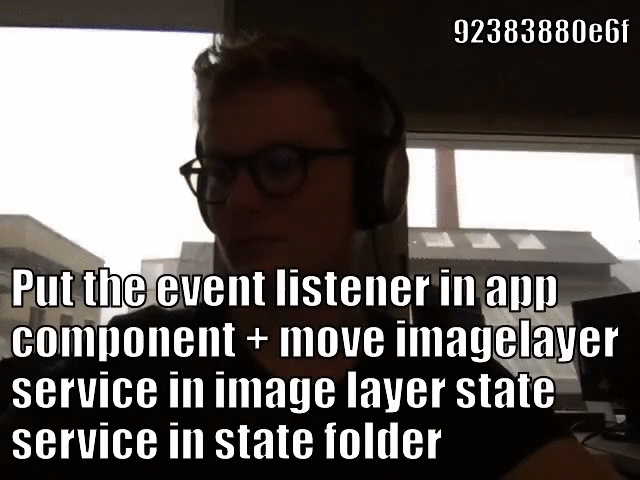 92383880e6f
Put the event listener in app
component + move imagelayer
service in image layer state
service in state folder